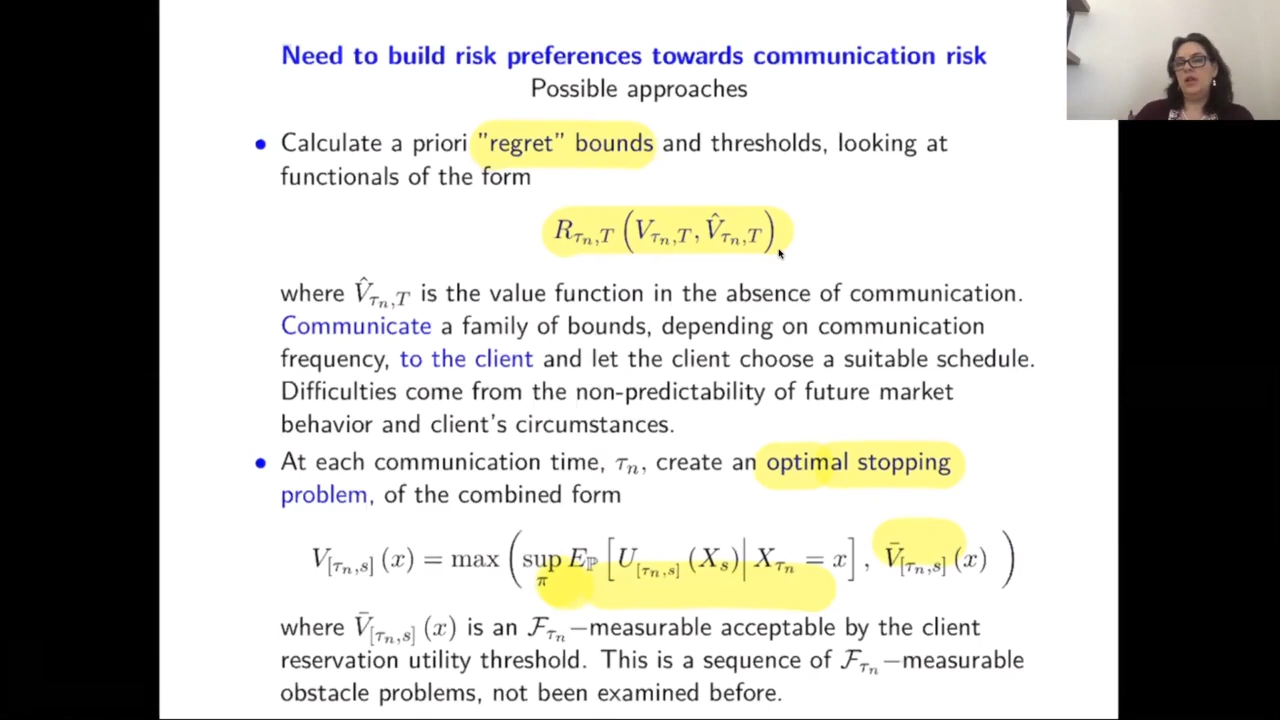 Need to build risk preferences towards communication risk
Possible approaches
• Calculate a priori "regret" bounds and thresholds, looking at
functionals of the form
R_{τ_n,T} (V_{τ_n,T}, V̂_{τ_n,T})
where V̂_{τ_n,T} is the value function in the absence of communication.
Communicate a family of bounds, depending on communication
frequency, to the client and let the client choose a suitable schedule.
Difficulties come from the non-predictability of future market
behavior and client's circumstances.
• At each communication time, τ_n, create an optimal stopping
problem, of the combined form
V_{[τ_n,s]} (x) = max ( sup_π E_ℙ [ U_{[τ_n,s]} (X_s) | X_{τ_n} = x ] , V̄_{[τ_n,s]} (x) )
where V̄_{[τ_n,s]} (x) is an ℱ_{τ_n}−measurable acceptable by the client
reservation utility threshold. This is a sequence of ℱ_{τ_n}−measurable
obstacle problems, not been examined before.